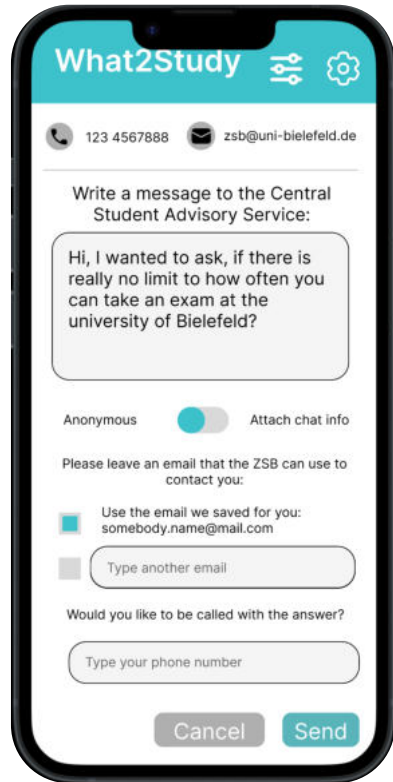 What2Study
123 4567888 zsb@uni-bielefeld.de
Write a message to the Central
Student Advisory Service:
Hi, I wanted to ask, if there is
really no limit to how often you
can take an exam at the
university of Bielefeld?
Anonymous Attach chat info
Please leave an email that the ZSB can use to
contact you:
Use the email we saved for you:
somebody.name@mail.com
Type another email
Would you like to be called with the answer?
Type your phone number
Cancel Send